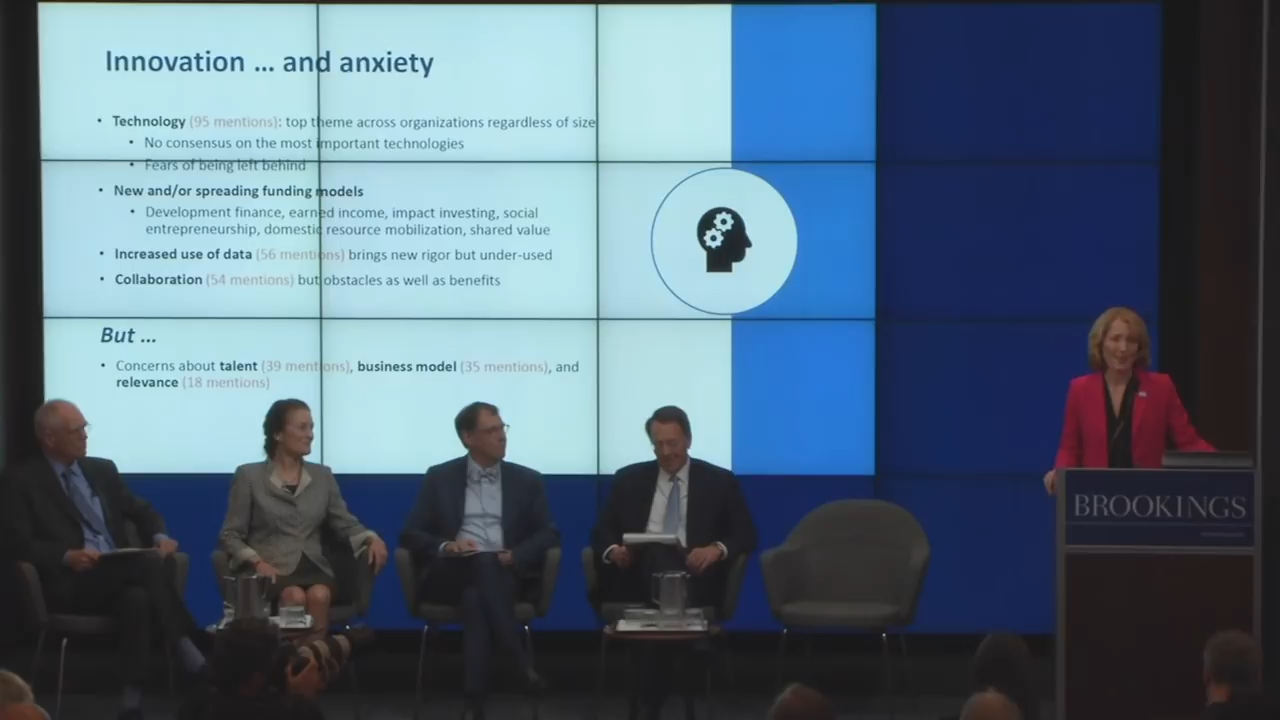 Innovation ... and anxiety
• Technology (95 mentions): top theme across organizations regardless of size
• No consensus on the most important technologies
• Fears of being left behind
• New and/or spreading funding models
• Development finance, earned income, impact investing, social
entrepreneurship, domestic resource mobilization, shared value
• Increased use of data (56 mentions) brings new rigor but under-used
• Collaboration (54 mentions) but obstacles as well as benefits
But ...
• Concerns about talent (39 mentions), business model (35 mentions), and
relevance (18 mentions)
BROOKINGS